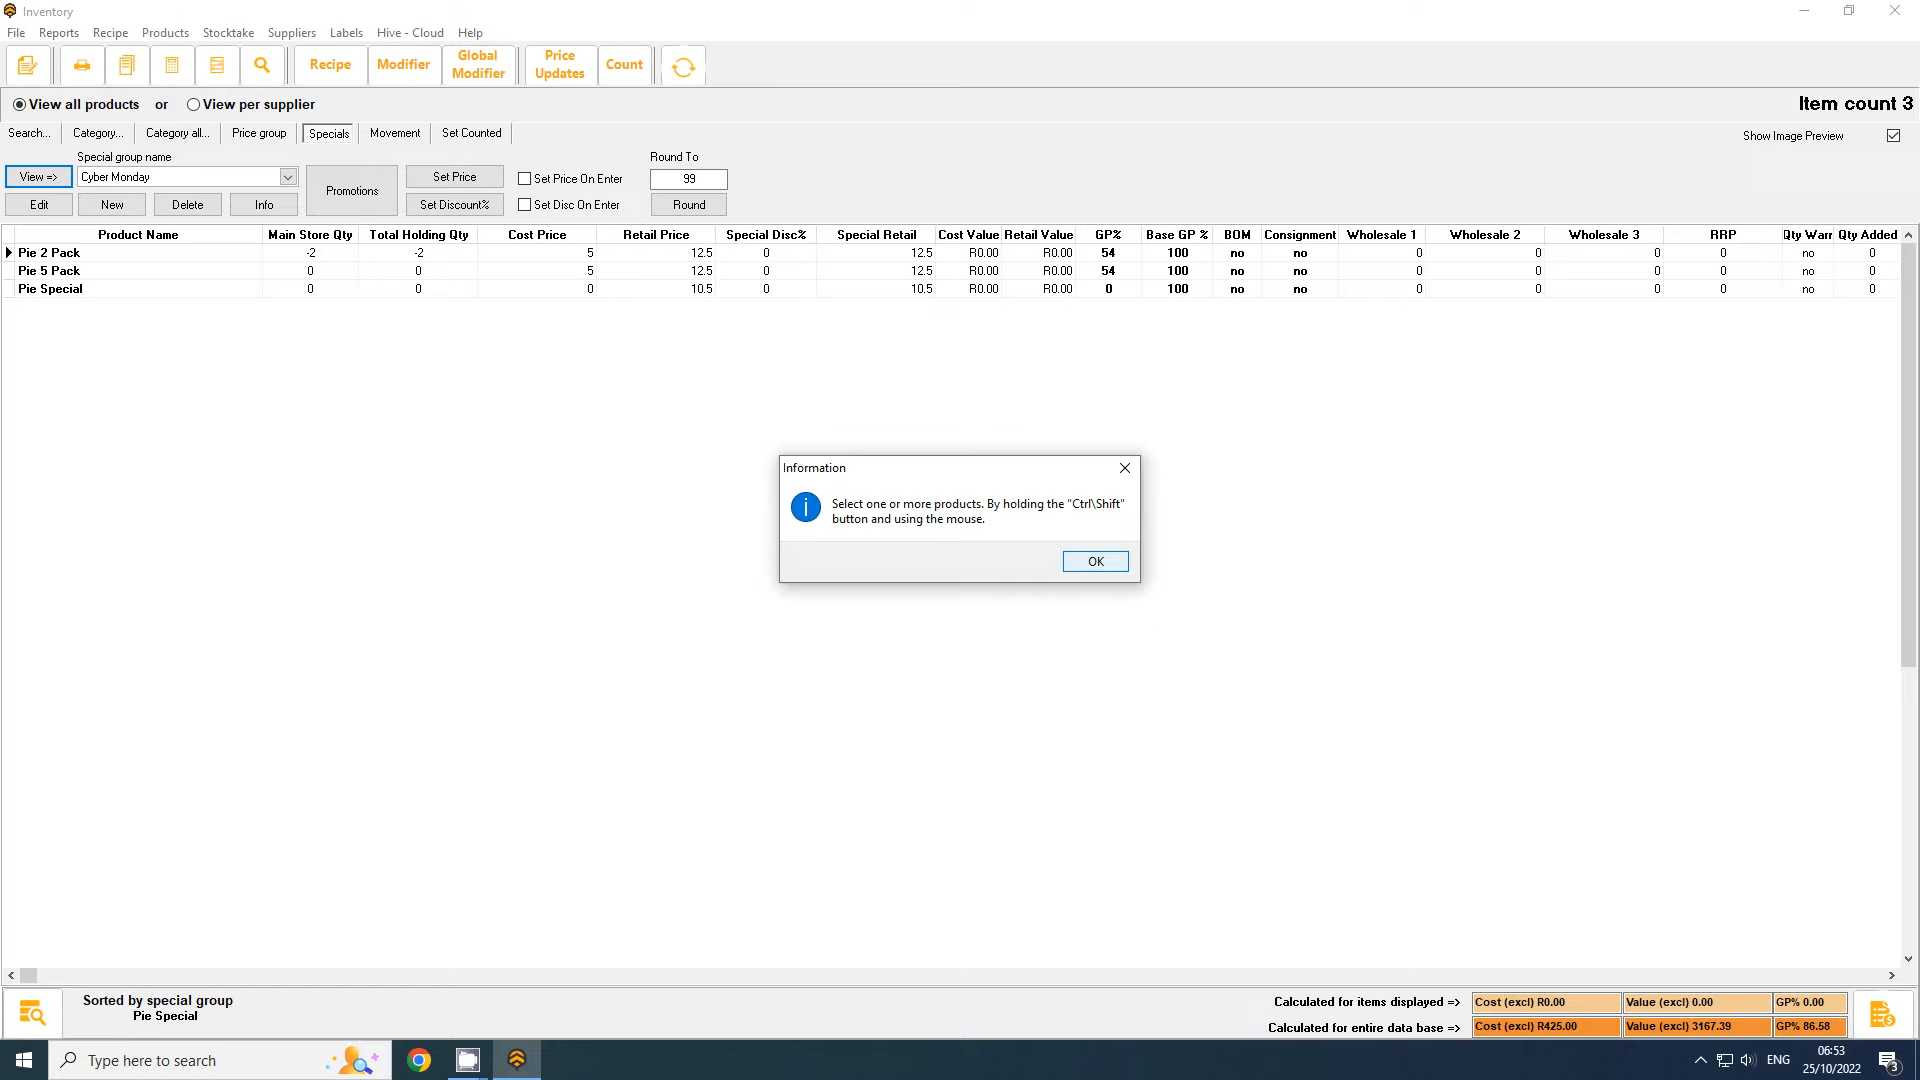 Inventory
File Reports Recipe Products Stocktake Suppliers Labels Hive - Cloud Help
Recipe Modifier Global Modifier Price Updates Count
View all products or View per supplier Item count 3
Search... Category... Category all... Price group Specials Movement Set Counted Show Image Preview
Special group name Round To
View => Cyber Monday Promotions Set Price Set Price On Enter 99
Edit New Delete Info Set Discount% Set Disc On Enter Round
Product Name Main Store Qty Total Holding Qty Cost Price Retail Price Special Disc% Special Retail Cost Value Retail Value GP% Base GP % BOM Consignment Wholesale 1 Wholesale 2 Wholesale 3 RRP Qty Warr Qty Added
Pie 2 Pack -2 -2 5 12.5 0 12.5 R0.00 R0.00 54 100 no no 0 0 0 0 no 0
Pie 5 Pack 0 0 5 12.5 0 12.5 R0.00 R0.00 54 100 no no 0 0 0 0 no 0
Pie Special 0 0 0 10.5 0 10.5 R0.00 R0.00 0 100 no no 0 0 0 0 no 0
Information
Select one or more products. By holding the "Ctrl\Shift"
button and using the mouse.
OK
Sorted by special group
Pie Special
Calculated for items displayed => Cost (excl) R0.00 Value (excl) 0.00 GP% 0.00
Calculated for entire data base => Cost (excl) R425.00 Value (excl) 3167.39 GP% 86.58
Type here to search
ENG
06:53
25/10/2022
3